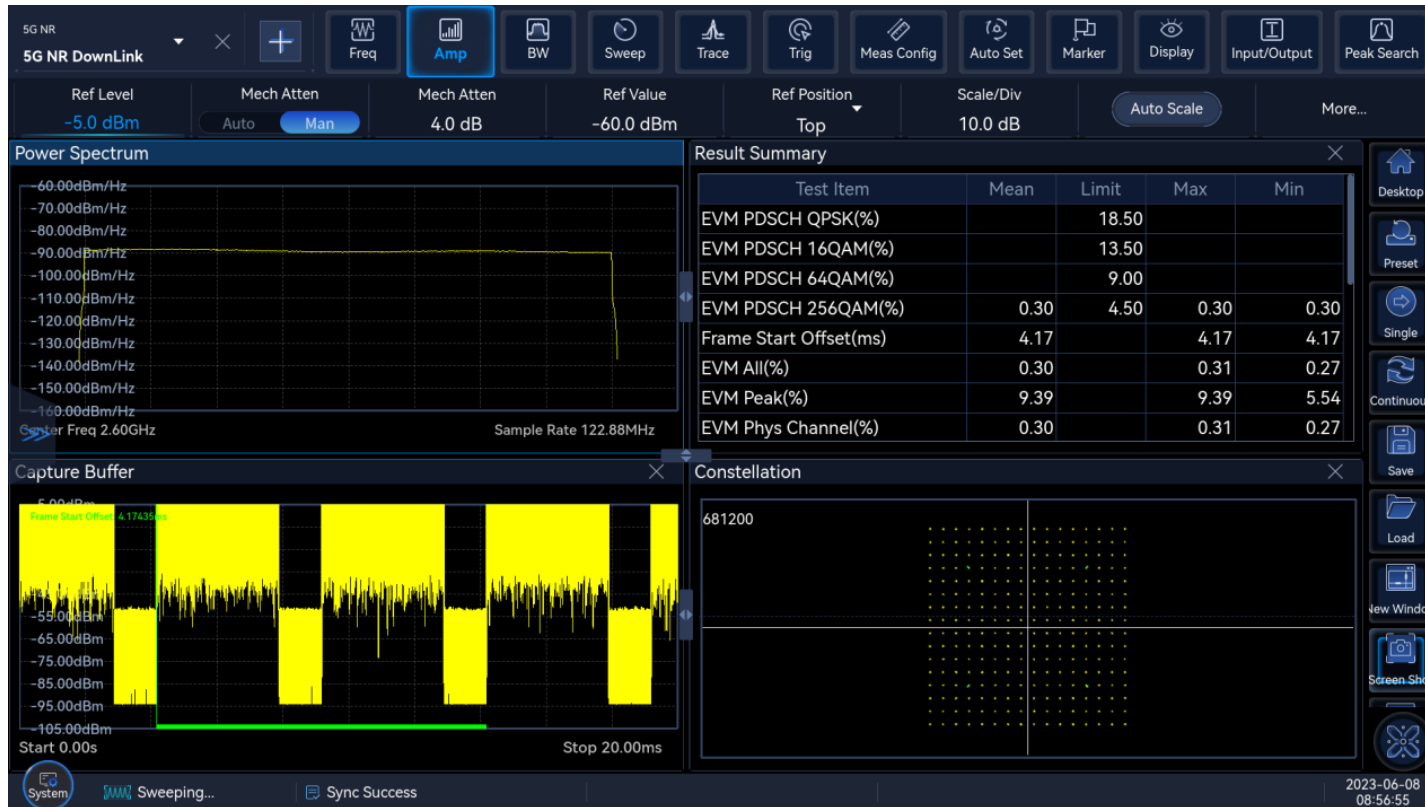 5G NR
5G NR DownLink
Freq
Amp
BW
Sweep
Trace
Trig
Meas Config
Auto Set
Marker
Display
Input/Output
Peak Search
Ref Level
-5.0 dBm
Mech Atten
Auto
Man
Mech Atten
4.0 dB
Ref Value
-60.0 dBm
Ref Position
Top
Scale/Div
10.0 dB
Auto Scale
More...
Power Spectrum
-60.00dBm/Hz
-70.00dBm/Hz
-80.00dBm/Hz
-90.00dBm/Hz
-100.00dBm/Hz
-110.00dBm/Hz
-120.00dBm/Hz
-130.00dBm/Hz
-140.00dBm/Hz
-150.00dBm/Hz
-160.00dBm/Hz
Center Freq 2.60GHz
Sample Rate 122.88MHz
Result Summary
Test Item Mean Limit Max Min
EVM PDSCH QPSK(%) 18.50
EVM PDSCH 16QAM(%) 13.50
EVM PDSCH 64QAM(%) 9.00
EVM PDSCH 256QAM(%) 0.30 4.50 0.30 0.30
Frame Start Offset(ms) 4.17 4.17 4.17
EVM All(%) 0.30 0.31 0.27
EVM Peak(%) 9.39 9.39 5.54
EVM Phys Channel(%) 0.30 0.31 0.27
Capture Buffer
Frame Start Offset: 4.17435ms
-55.00dBm
-65.00dBm
-75.00dBm
-85.00dBm
-95.00dBm
-105.00dBm
Start 0.00s
Stop 20.00ms
Constellation
681200
Desktop
Preset
Single
Continuou
Save
Load
New Windo
Screen Sho
System
Sweeping...
Sync Success
2023-06-08
08:56:55